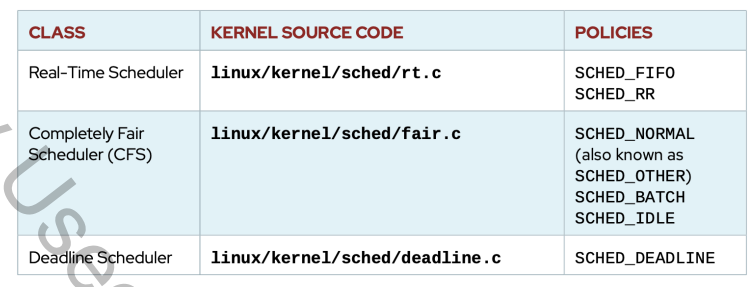 CLASS KERNEL SOURCE CODE POLICIES
Real-Time Scheduler linux/kernel/sched/rt.c SCHED_FIFO
SCHED_RR
Completely Fair linux/kernel/sched/fair.c SCHED_NORMAL
Scheduler (CFS) (also known as
SCHED_OTHER)
SCHED_BATCH
SCHED_IDLE
Deadline Scheduler linux/kernel/sched/deadline.c SCHED_DEADLINE